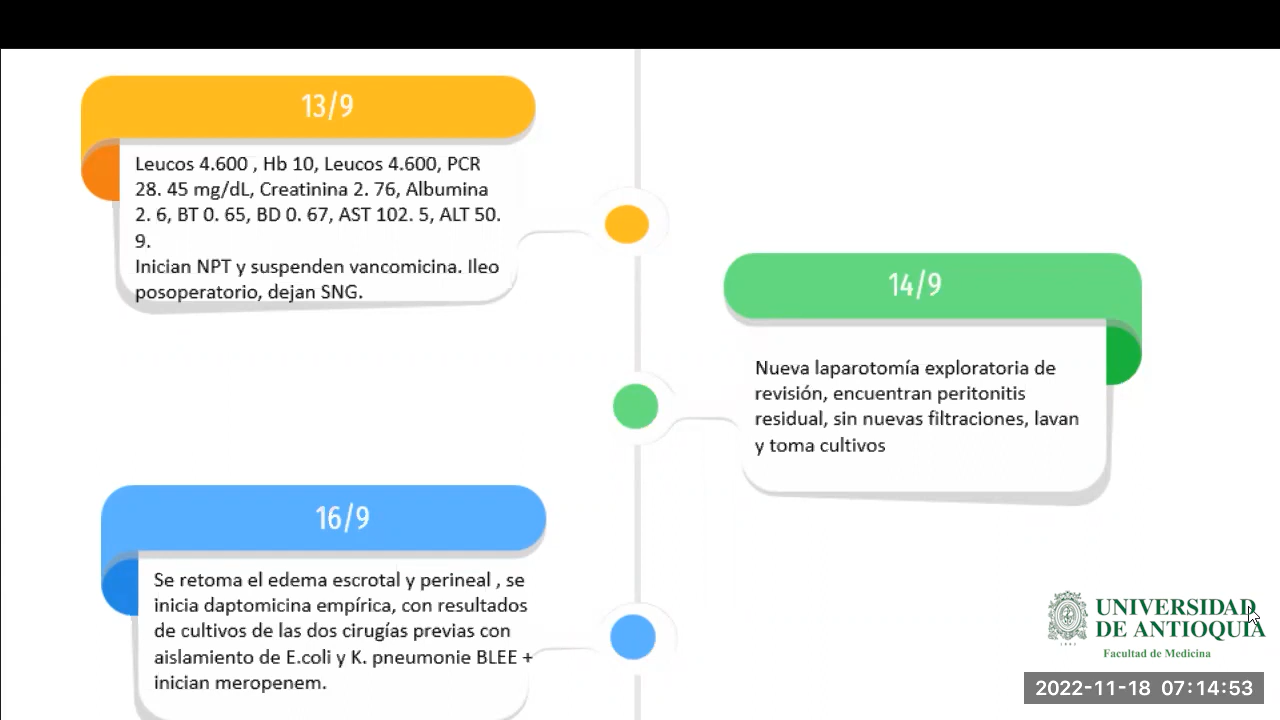 13/9
Leucos 4.600 , Hb 10, Leucos 4.600, PCR
28. 45 mg/dL, Creatinina 2. 76, Albumina
2. 6, BT 0. 65, BD 0. 67, AST 102. 5, ALT 50.
9.
Inician NPT y suspenden vancomicina. Ileo
posoperatorio, dejan SNG.
14/9
Nueva laparotomía exploratoria de
revisión, encuentran peritonitis
residual, sin nuevas filtraciones, lavan
y toma cultivos
16/9
Se retoma el edema escrotal y perineal , se
inicia daptomicina empírica, con resultados
de cultivos de las dos cirugías previas con
aislamiento de E.coli y K. pneumonie BLEE +
inician meropenem.
UNIVERSIDAD
DE ANTIOQUIA
Facultad de Medicina
2022-11-18 07:14:53